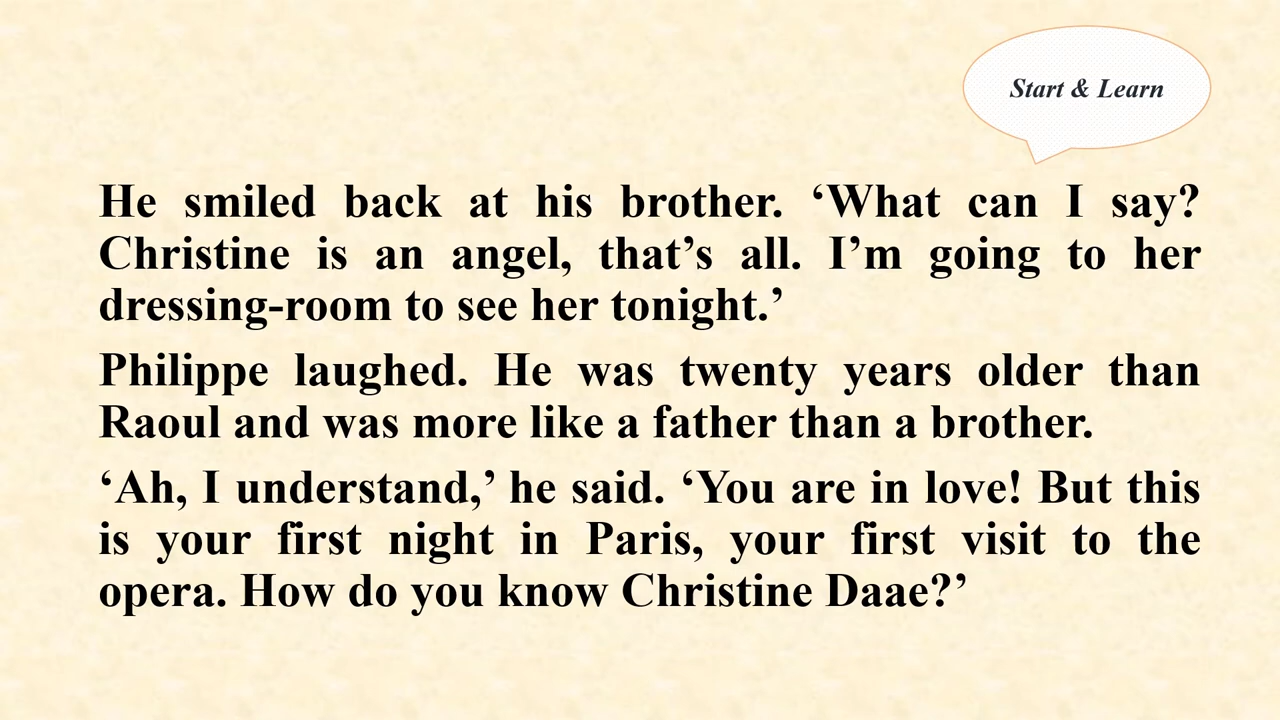 Start & Learn
He smiled back at his brother. ‘What can I say?
Christine is an angel, that’s all. I’m going to her
dressing-room to see her tonight.’
Philippe laughed. He was twenty years older than
Raoul and was more like a father than a brother.
‘Ah, I understand,’ he said. ‘You are in love! But this
is your first night in Paris, your first visit to the
opera. How do you know Christine Daae?’